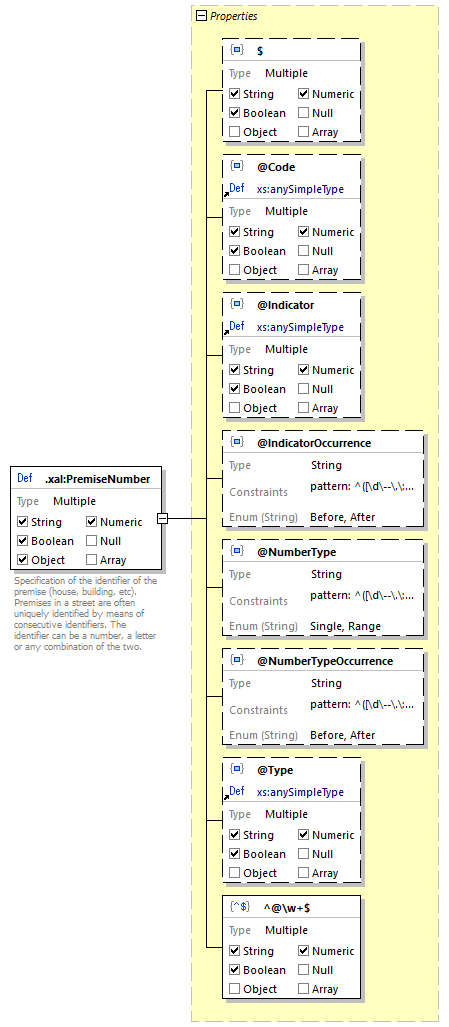 Properties
$
Type Multiple
String Numeric
Boolean Null
Object Array
@Code
Def xs:anySimpleType
Type Multiple
String Numeric
Boolean Null
Object Array
@Indicator
Def xs:anySimpleType
Type Multiple
String Numeric
Boolean Null
Object Array
@IndicatorOccurrence
Type String
Constraints pattern: ^([\d\--\.\:...
Enum (String) Before, After
Def .xal:PremiseNumber
Type Multiple
String Numeric
Boolean Null
Object Array
Specification of the identifier of the
premise (house, building, etc).
Premises in a street are often
uniquely identified by means of
consecutive identifiers. The
identifier can be a number, a letter
or any combination of the two.
@NumberType
Type String
Constraints pattern: ^([\d\--\.\:...
Enum (String) Single, Range
@NumberTypeOccurrence
Type String
Constraints pattern: ^([\d\--\.\:...
Enum (String) Before, After
@Type
Def xs:anySimpleType
Type Multiple
String Numeric
Boolean Null
Object Array
{^$} ^@\w+$
Type Multiple
String Numeric
Boolean Null
Object Array